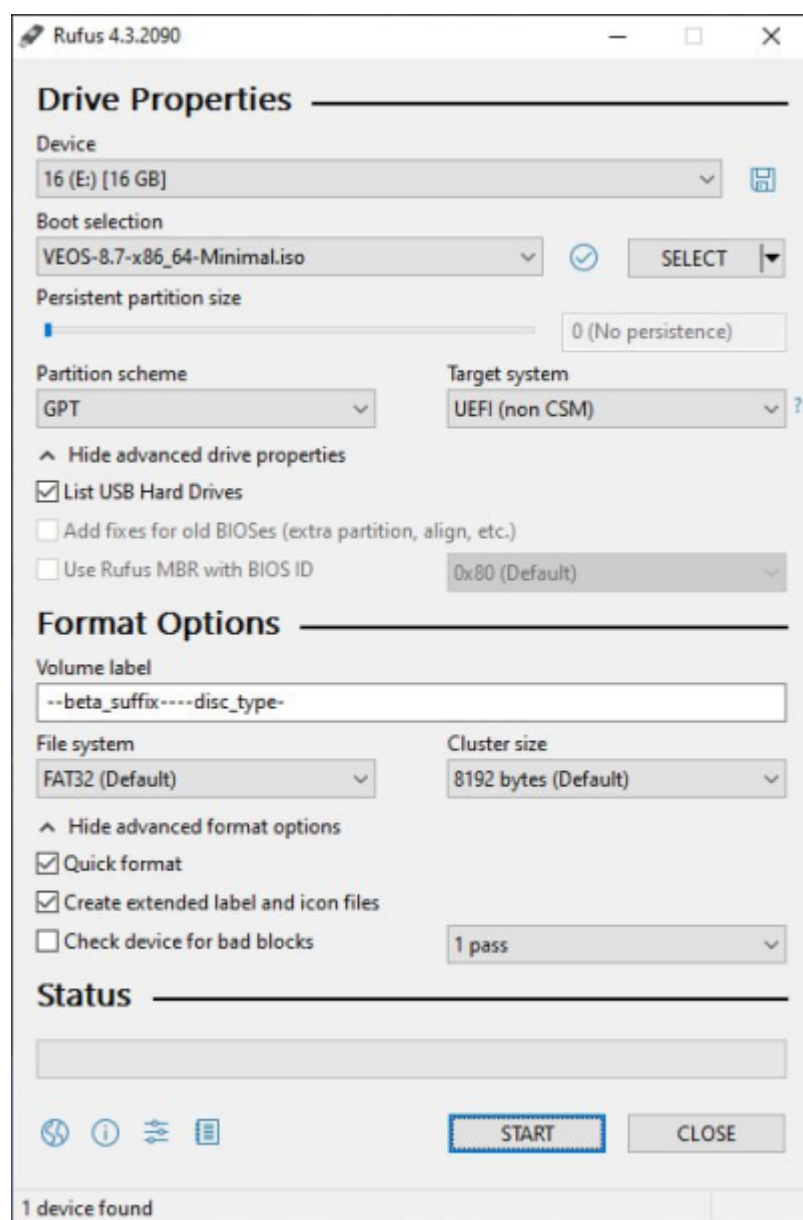 Rufus 4.3.2090
Drive Properties
Device
16 (E:) [16 GB]
Boot selection
VEOS-8.7-x86_64-Minimal.iso
SELECT
Persistent partition size
0 (No persistence)
Partition scheme
Target system
GPT
UEFI (non CSM)
?
Hide advanced drive properties
List USB Hard Drives
Add fixes for old BIOSes (extra partition, align, etc.)
Use Rufus MBR with BIOS ID
0x80 (Default)
Format Options
Volume label
--beta_suffix----disc_type-
File system
Cluster size
FAT32 (Default)
8192 bytes (Default)
Hide advanced format options
Quick format
Create extended label and icon files
Check device for bad blocks
1 pass
Status
START
CLOSE
1 device found